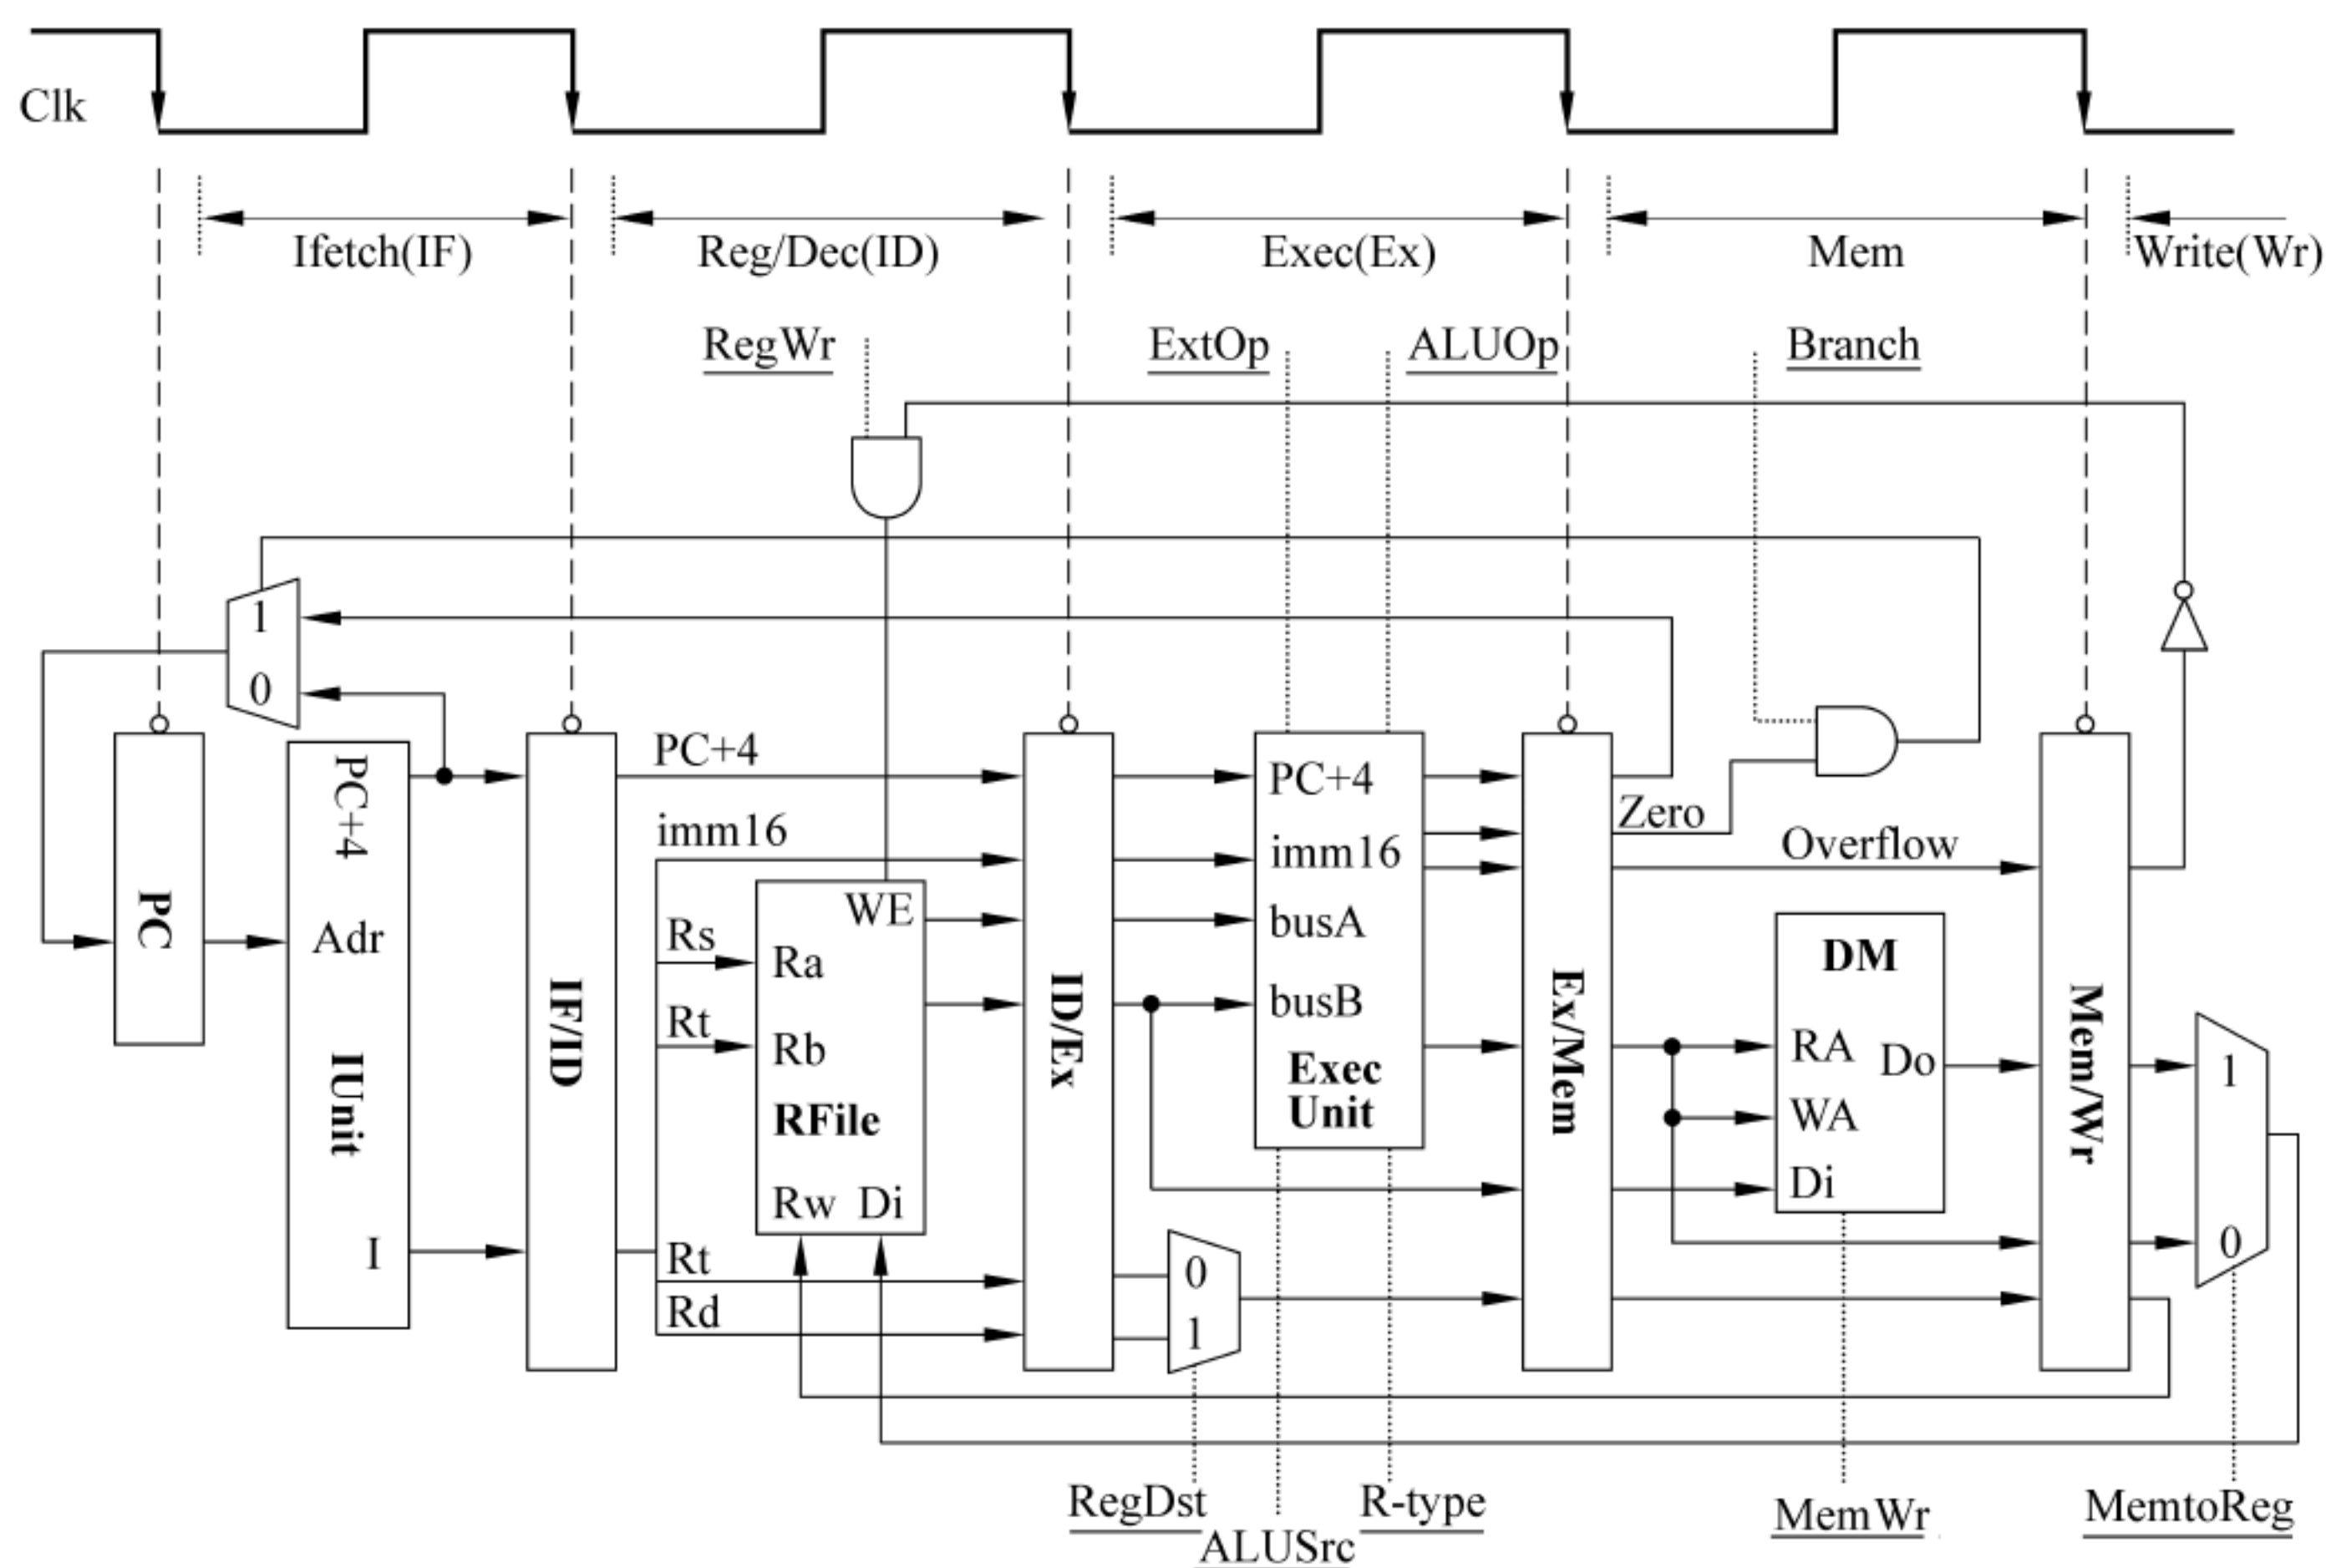 Clk
Ifetch(IF)
Reg/Dec(ID)
Exec(Ex)
Mem
Write(Wr)
RegWr
ExtOp
ALUOp
Branch
1
0
PC
PC+4
Adr
IUnit
I
IF/ID
PC+4
imm16
Rs
Rt
Rt
Rd
WE
Ra
Rb
RFile
Rw Di
ID/Ex
PC+4
imm16
busA
busB
Exec
Unit
0
1
Ex/Mem
Zero
Overflow
DM
RA
Do
WA
Di
Mem/Wr
1
0
RegDst
ALUSrc
R-type
MemWr
MemtoReg